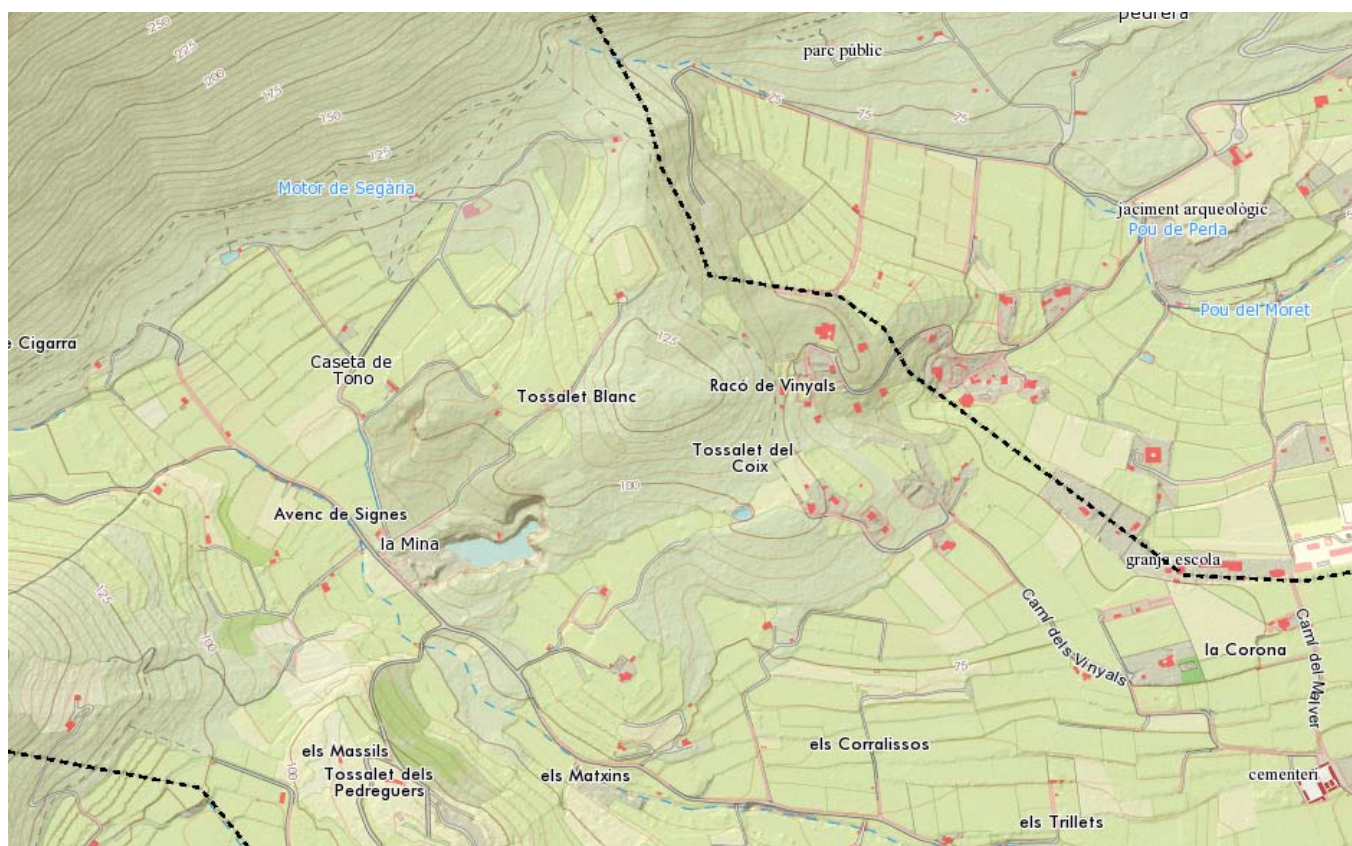 pedrera
250
225
200
175
150
125
parc públic
75
75
75
Motor de Segària
jaciment arqueològic
Pou de Perla
Pou del Moret
e Cigarra
Caseta de
Tono
125
Tossalet Blanc
Racó de Vinyals
Tossalet del
Coix
100
Avenc de Signes
la Mina
granja escola
125
100
Camí dels Vinyals
Camí del Malver
la Corona
75
els Massils
Tossalet dels
Pedreguers
100
els Matxins
els Corralissos
cementeri
els Trillets